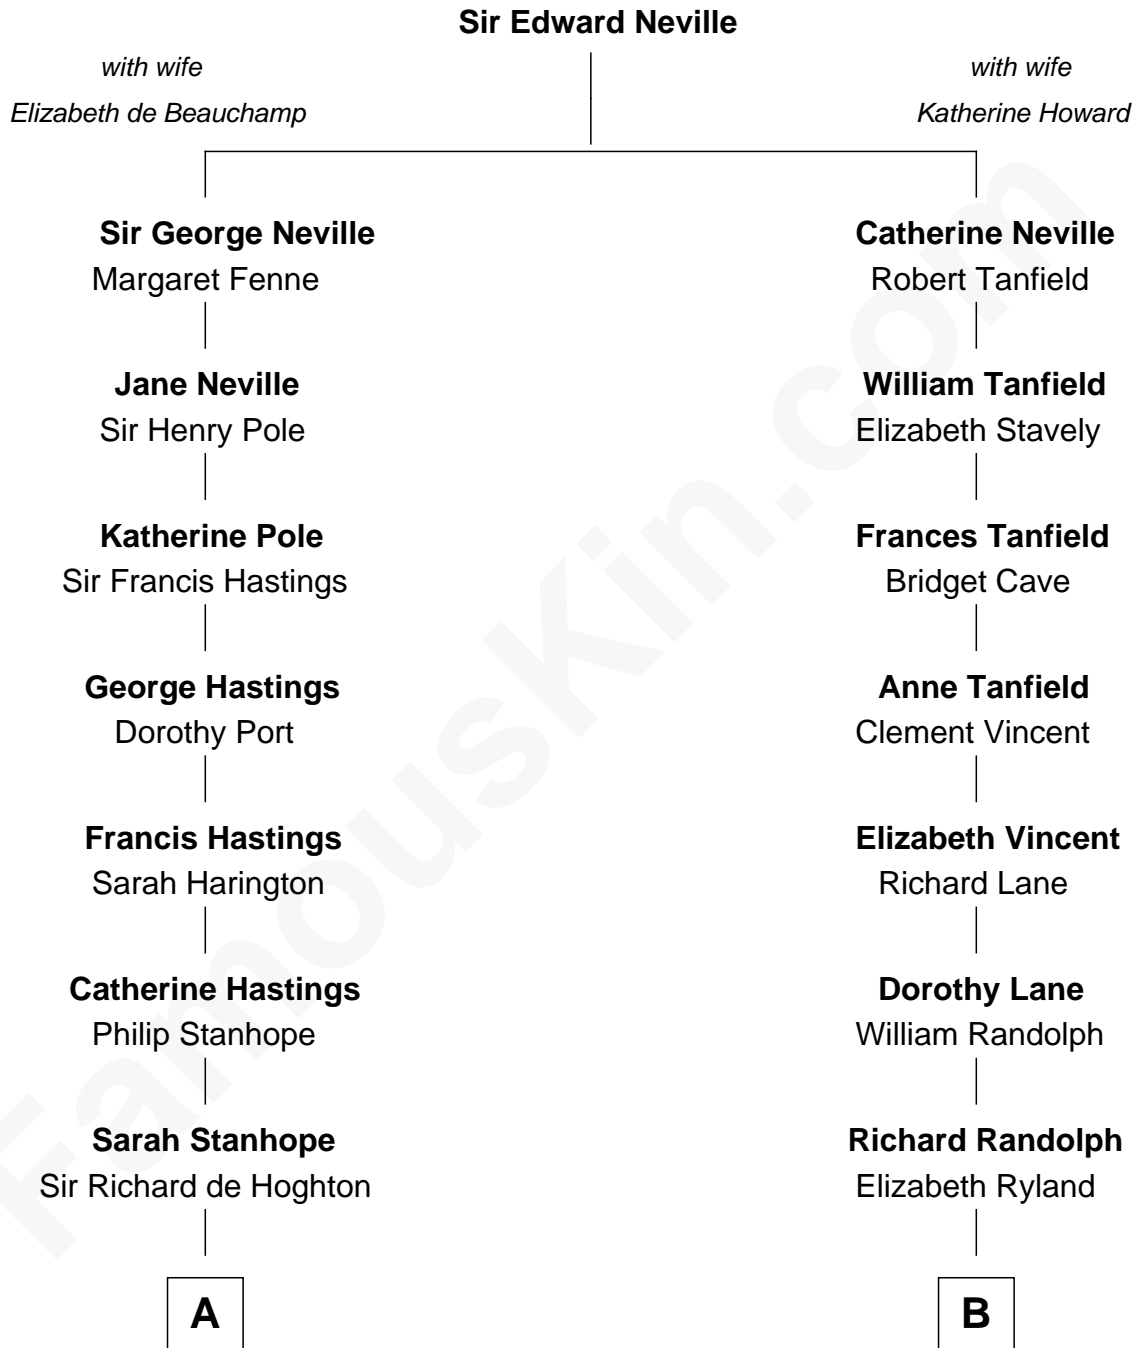 Sir Edward Neville
with wife
Elizabeth de Beauchamp
with wife
Katherine Howard
Sir George Neville
Margaret Fenne
Catherine Neville
Robert Tanfield
Jane Neville
Sir Henry Pole
William Tanfield
Elizabeth Stavely
Katherine Pole
Sir Francis Hastings
Frances Tanfield
Bridget Cave
George Hastings
Dorothy Port
Anne Tanfield
Clement Vincent
Francis Hastings
Sarah Harington
Elizabeth Vincent
Richard Lane
Catherine Hastings
Philip Stanhope
Dorothy Lane
William Randolph
Sarah Stanhope
Sir Richard de Hoghton
Richard Randolph
Elizabeth Ryland
A
B
FamousKin.com